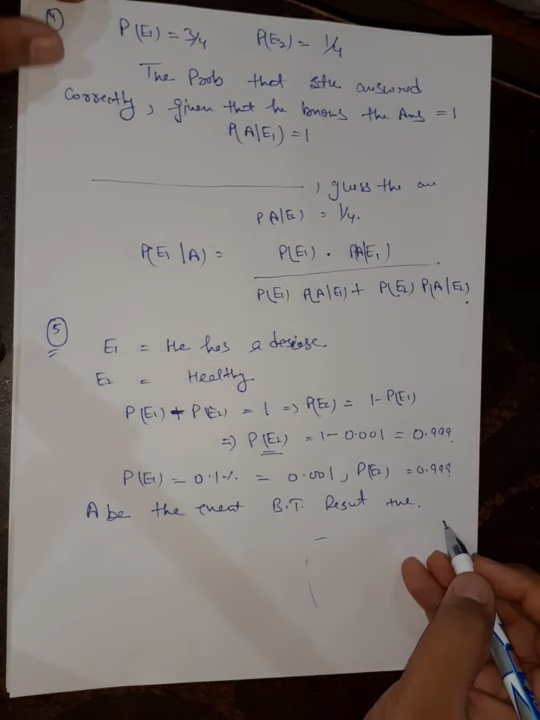 4
P(E1) = 3/4 P(E2) = 1/4
The Prob that stu answered
correctly, given that he knows the Ans = 1
P(A|E1) = 1
, guess the an
P A|E2) = 1/4.
P(E1 |A) = P(E1) . P(A|E1)
P(E1) P(A|E1) + P(E2) P(A|E2).
5
E1 = He has a desiese
E2 = Healthy
P(E1) + P(E2) = 1 => P(E2) = 1 - P(E1)
=> P(E2) = 1 - 0.001 = 0.999
P(E1) = 0.1% = 0.001, P(E2) = 0.999
A be the event B.T. Result +ve.